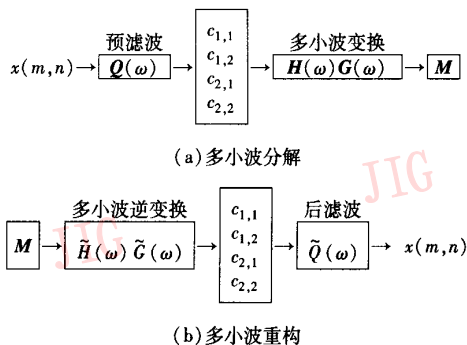 预滤波
多小波变换
x(m,n)
Q(ω)
c1,1
c1,2
c2,1
c2,2
H(ω)G(ω)
M
(a)多小波分解
JIG
多小波逆变换
后滤波
M
H̃(ω) G̃(ω)
c1,1
c1,2
c2,1
c2,2
Q̃(ω)
x(m,n)
JIG
(b)多小波重构